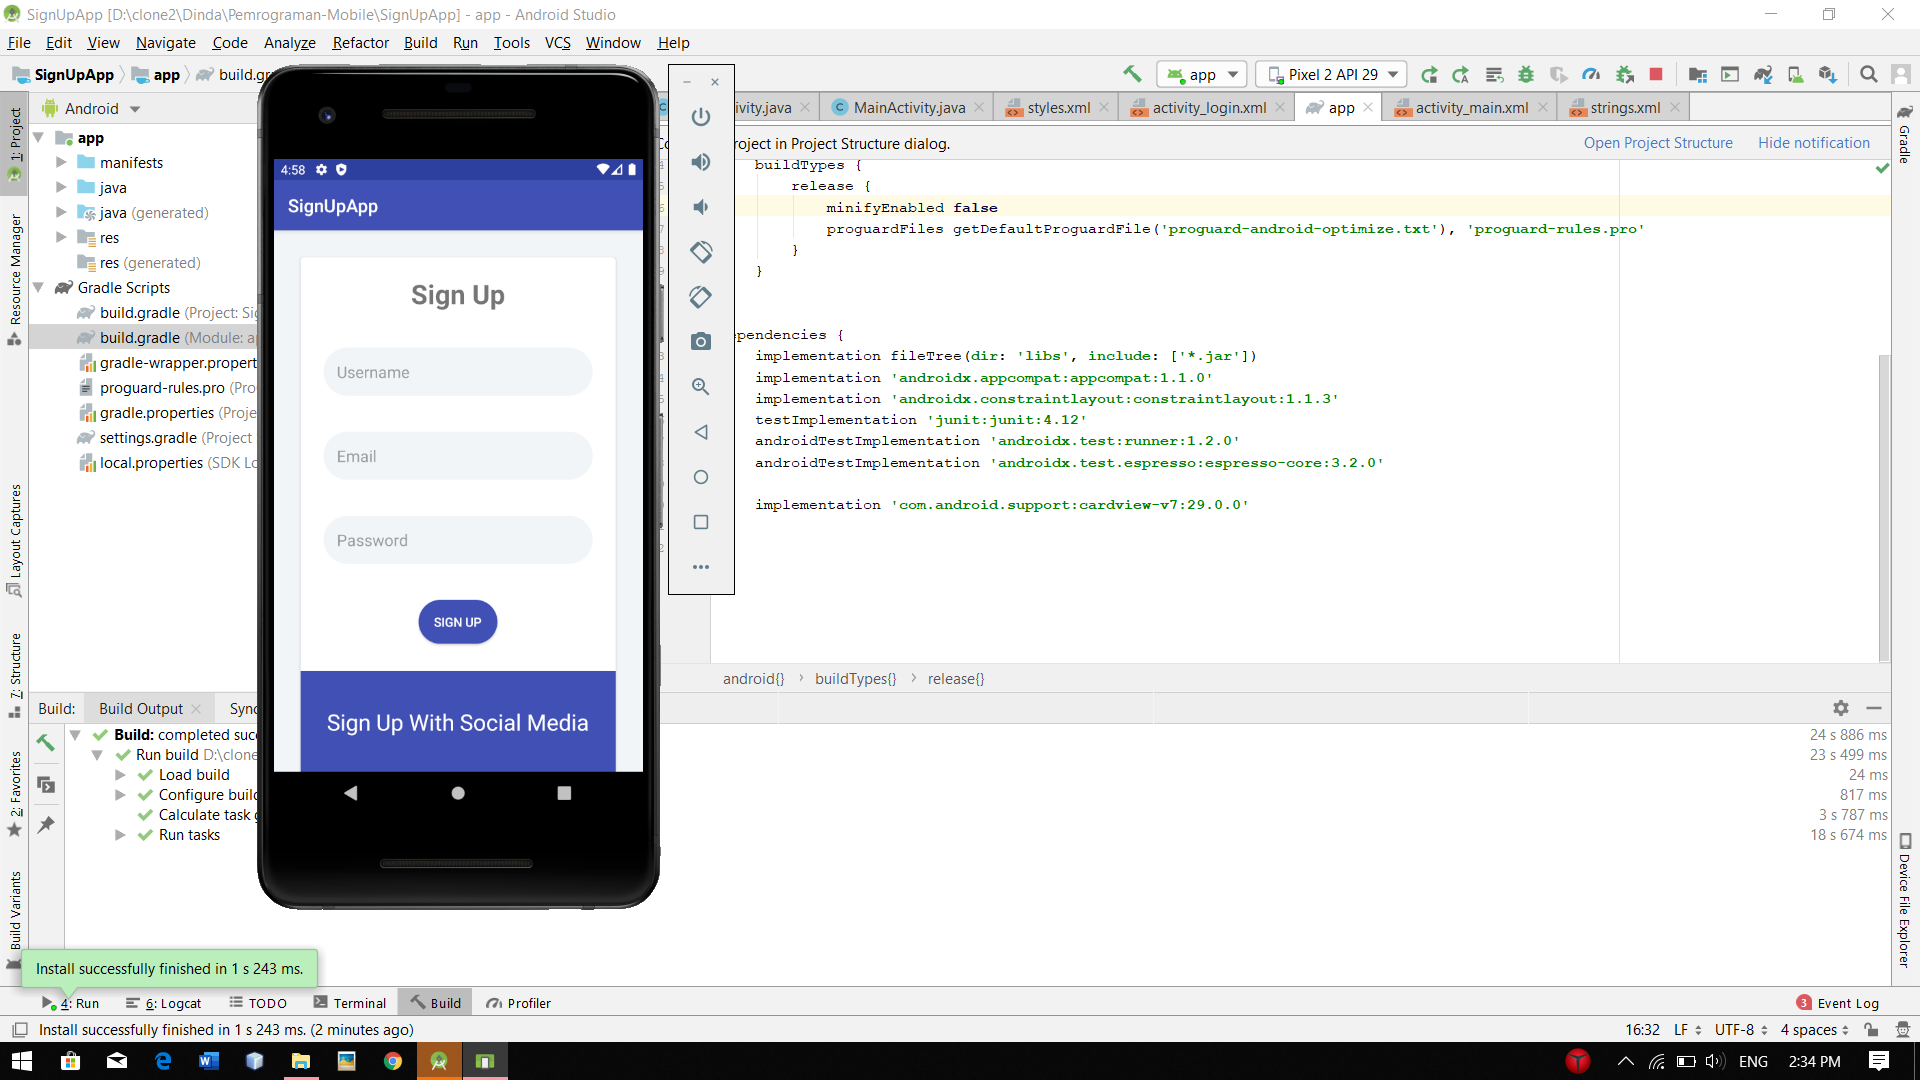 SignUpApp [D:\clone2\Dinda\Pemrograman-Mobile\SignUpApp] - app - Android Studio
File Edit View Navigate Code Analyze Refactor Build Run Tools VCS Window Help
SignUpApp app build.gr
app Pixel 2 API 29
Android
ivity.java MainActivity.java styles.xml activity_login.xml app activity_main.xml strings.xml
roject in Project Structure dialog. Open Project Structure Hide notification
1: Project
Resource Manager
Layout Captures
7: Structure
2: Favorites
Build Variants
app
manifests
java
java (generated)
res
res (generated)
Gradle Scripts
build.gradle (Project: Sig
build.gradle (Module: a
gradle-wrapper.propert
proguard-rules.pro (Pro
gradle.properties (Proje
settings.gradle (Project
local.properties (SDK Lo
4:58
SignUpApp
Sign Up
Username
Email
Password
SIGN UP
Sign Up With Social Media
buildTypes {
release {
minifyEnabled false
proguardFiles getDefaultProguardFile('proguard-android-optimize.txt'), 'proguard-rules.pro'
}
}
ependencies {
implementation fileTree(dir: 'libs', include: ['*.jar'])
implementation 'androidx.appcompat:appcompat:1.1.0'
implementation 'androidx.constraintlayout:constraintlayout:1.1.3'
testImplementation 'junit:junit:4.12'
androidTestImplementation 'androidx.test:runner:1.2.0'
androidTestImplementation 'androidx.test.espresso:espresso-core:3.2.0'
implementation 'com.android.support:cardview-v7:29.0.0'
android{} › buildTypes{} › release{}
Gradle
Device File Explorer
Build: Build Output Sync
Build: completed succ 24 s 886 ms
Run build D:\clone 23 s 499 ms
Load build 24 ms
Configure build 817 ms
Calculate task g 3 s 787 ms
Run tasks 18 s 674 ms
Install successfully finished in 1 s 243 ms.
4: Run 6: Logcat TODO Terminal Build Profiler 3 Event Log
Install successfully finished in 1 s 243 ms. (2 minutes ago) 16:32 LF UTF-8 4 spaces
ENG 2:34 PM